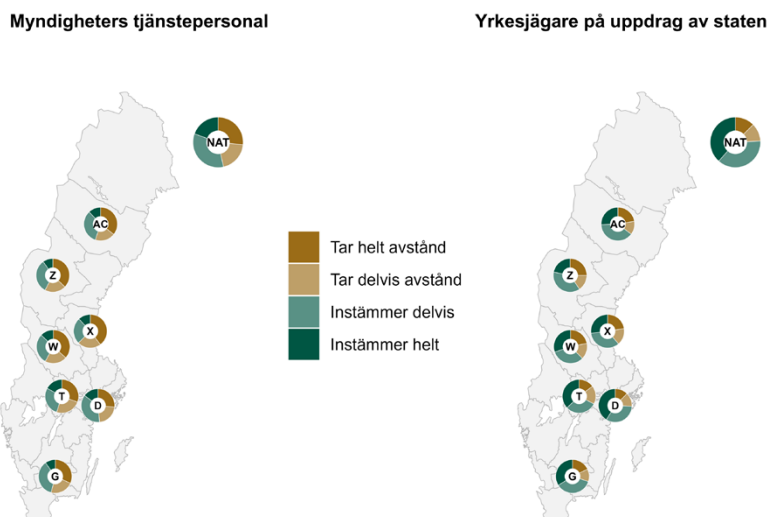 Myndigheters tjänstepersonal
Yrkesjägare på uppdrag av staten
NAT
AC
Z
X
W
T
D
G
Tar helt avstånd
Tar delvis avstånd
Instämmer delvis
Instämmer helt
NAT
AC
Z
X
W
T
D
G